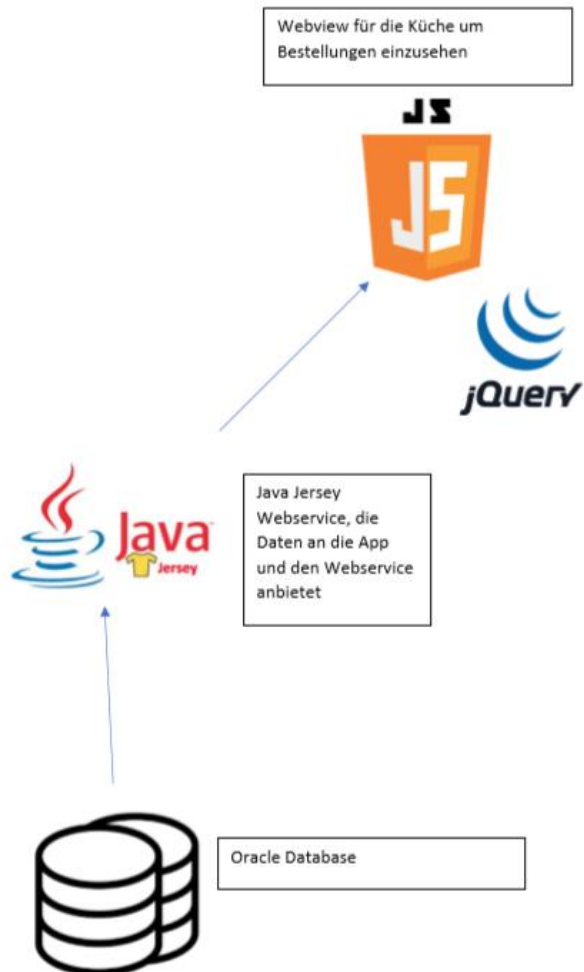 Webview für die Küche um
Bestellungen einzusehen
JS
JS
jQuery
Java Jersey
Webservice, die
Daten an die App
und den Webservice
anbietet
Java
Jersey
Oracle Database